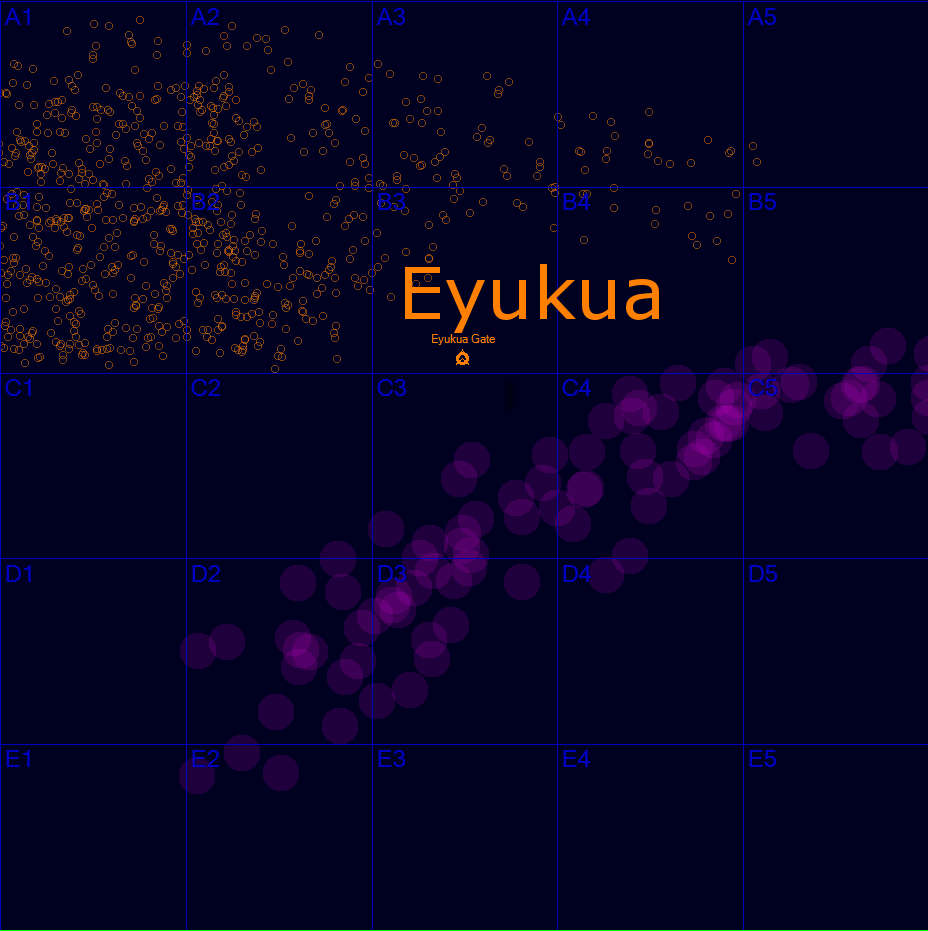 A1 A2 A3 A4 A5
B1 B2 B3 B4 B5
Eyukua
Eyukua Gate
C1 C2 C3 C4 C5
D1 D2 D3 D4 D5
E1 E2 E3 E4 E5